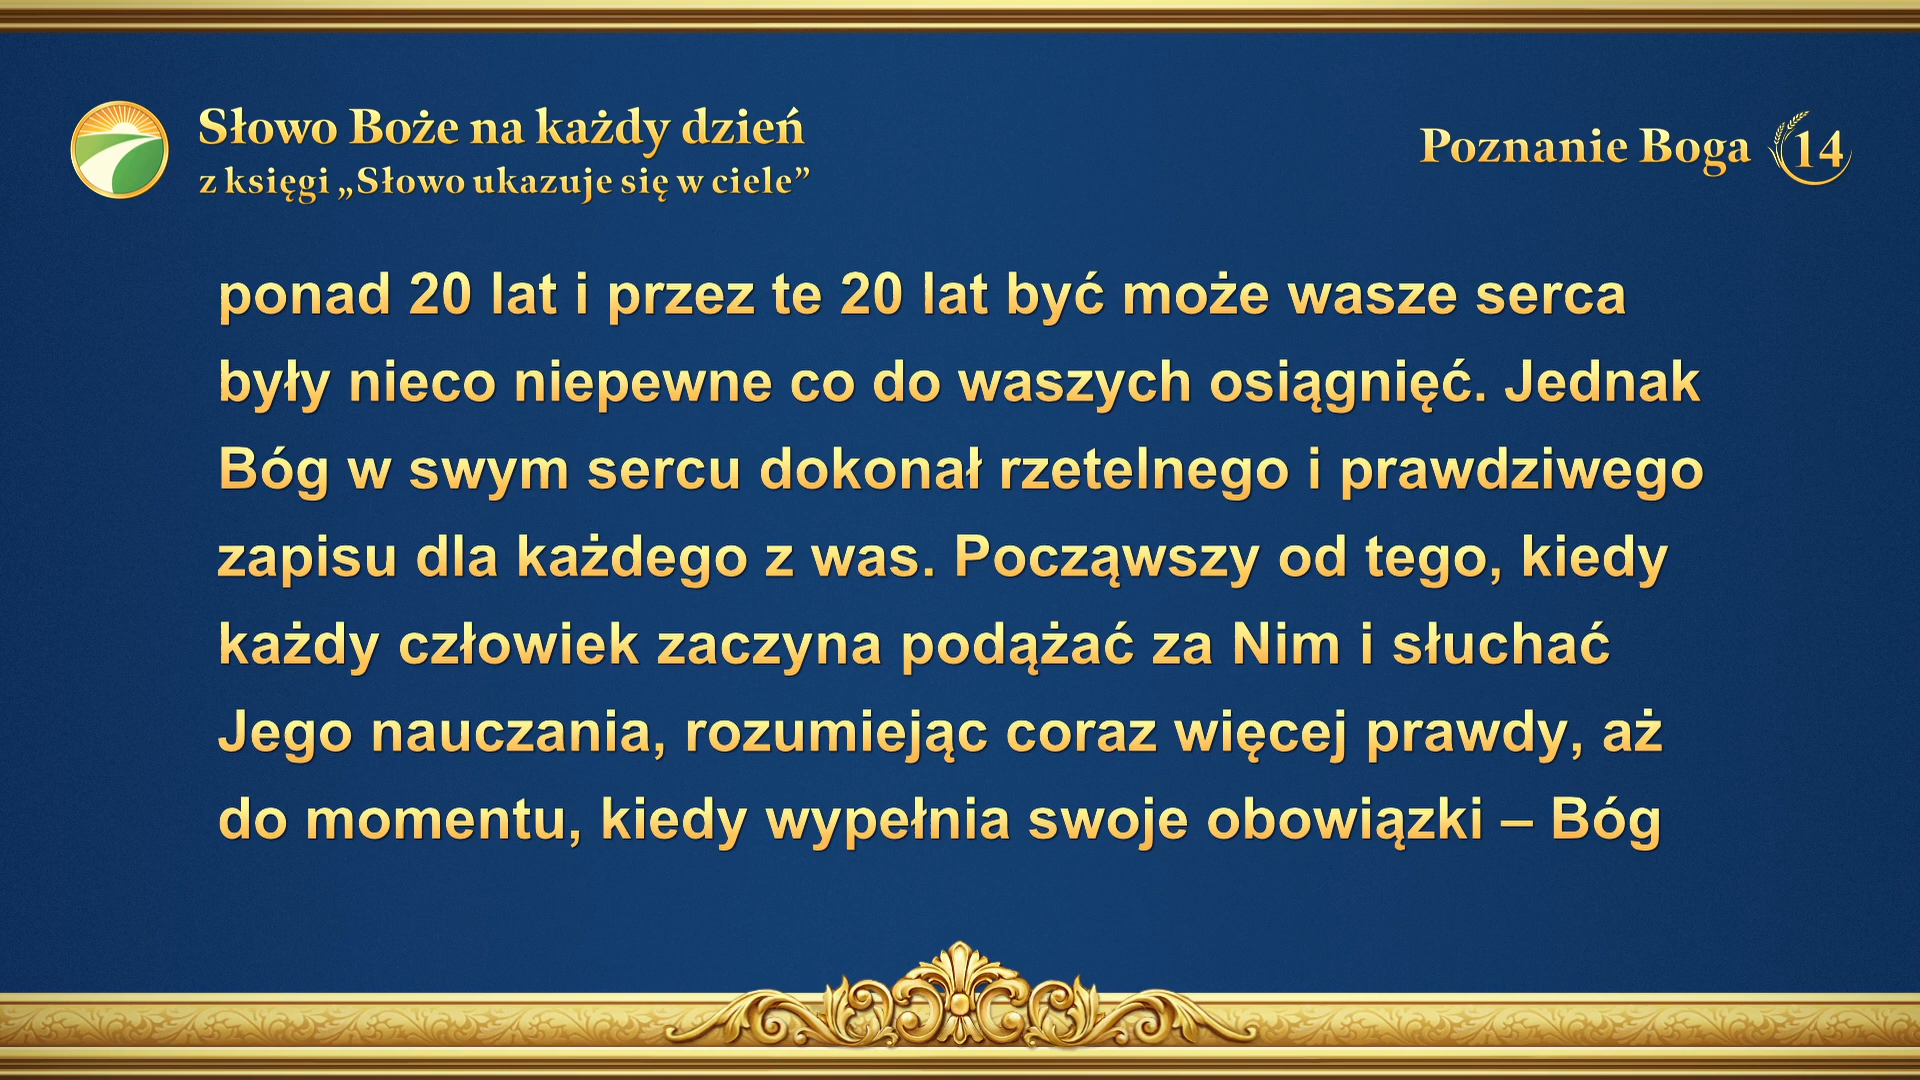 Słowo Boże na każdy dzień
z księgi „Słowo ukazuje się w ciele”
Poznanie Boga 14
ponad 20 lat i przez te 20 lat być może wasze serca
były nieco niepewne co do waszych osiągnięć. Jednak
Bóg w swym sercu dokonał rzetelnego i prawdziwego
zapisu dla każdego z was. Począwszy od tego, kiedy
każdy człowiek zaczyna podążać za Nim i słuchać
Jego nauczania, rozumiejąc coraz więcej prawdy, aż
do momentu, kiedy wypełnia swoje obowiązki – Bóg